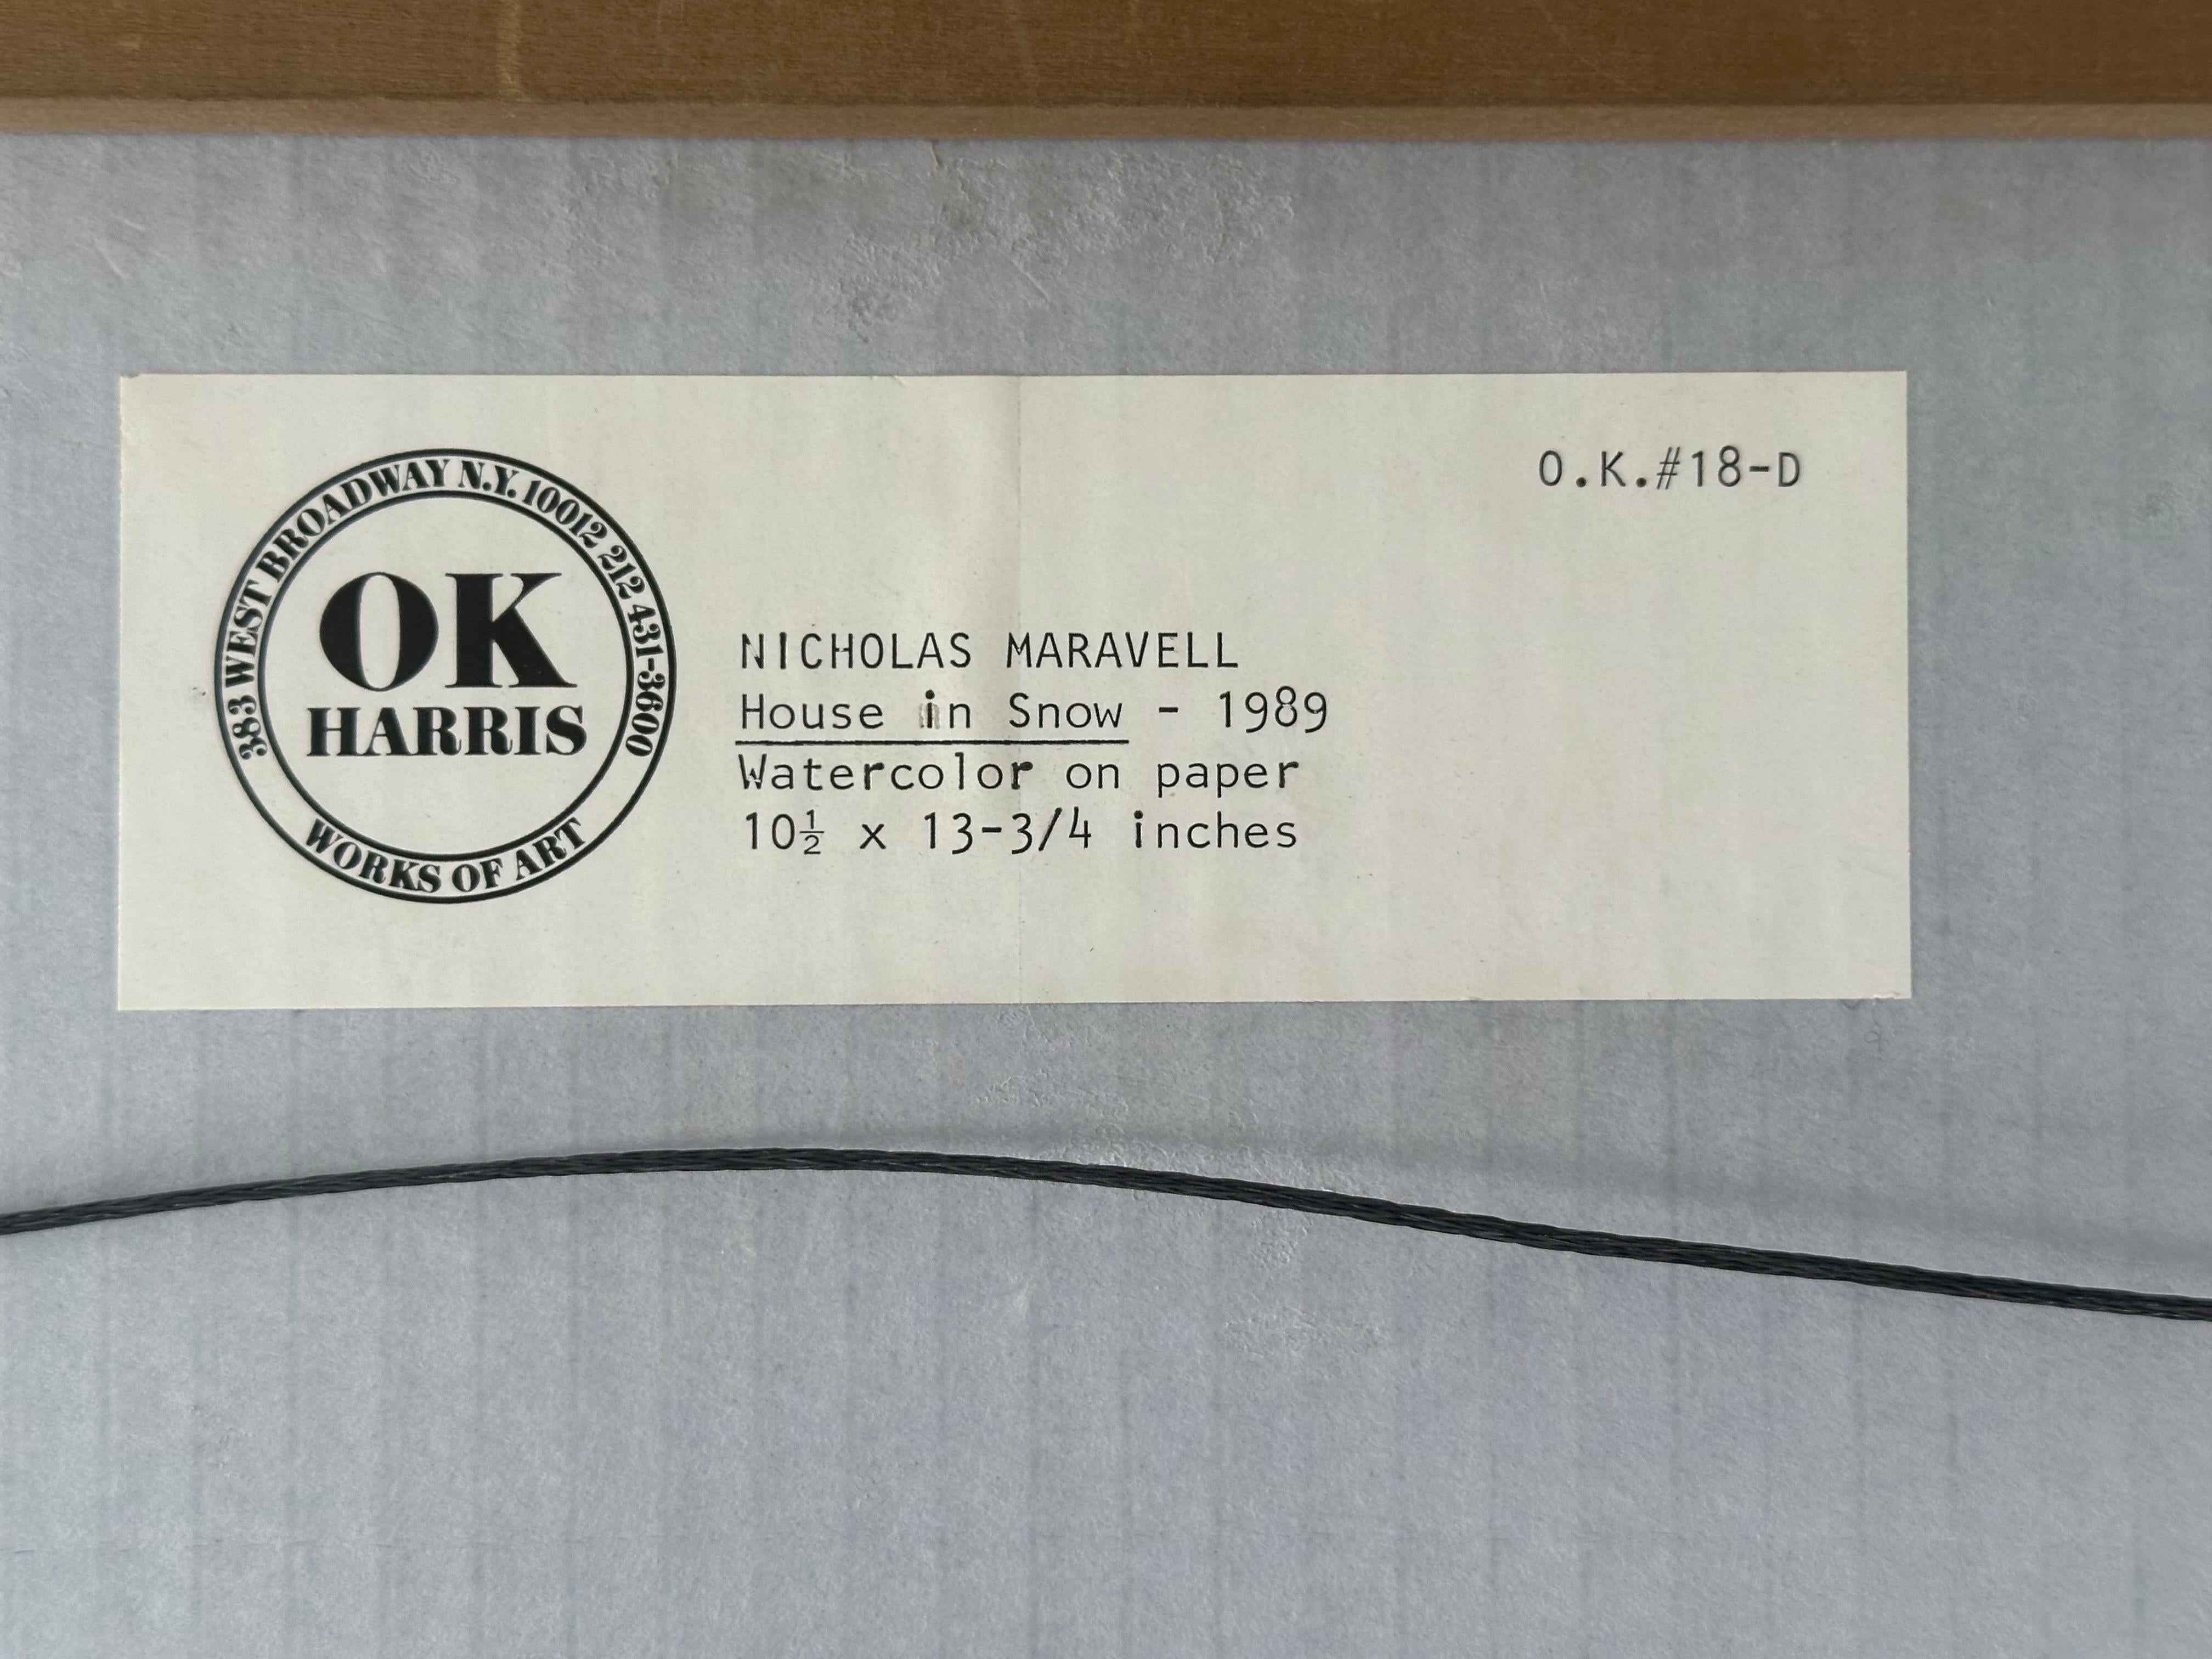 O.K.#18-D
383 WEST BROADWAY N.Y. 10012 212 431-3600
OK
HARRIS
WORKS OF ART
NICHOLAS MARAVELL
House in Snow - 1989
Watercolor on paper
10½ x 13-3/4 inches